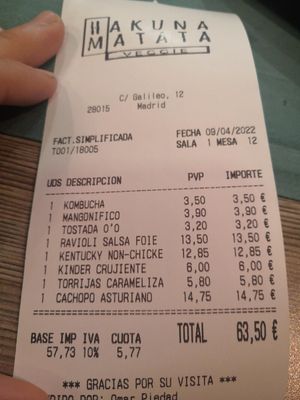 HAKUNA
MATATA
VEGGIE
C/ Galileo, 12
28015 Madrid
FACT.SIMPLIFICADA FECHA 09/04/2022
T001/18005 SALA 1 MESA 12
UDS DESCRIPCION PVP IMPORTE
1 KOMBUCHA 3,50 3,50 €
1 MANGONIFICO 3,90 3,90 €
1 TOSTADA O'O 3,20 3,20 €
1 RAVIOLI SALSA FOIE 13,50 13,50 €
1 KENTUCKY NON-CHICKE 12,85 12,85 €
1 KINDER CRUJIENTE 6,00 6,00 €
1 TORRIJAS CARAMELIZA 5,80 5,80 €
1 CACHOPO ASTURIANO 14,75 14,75 €
BASE IMP IVA CUOTA TOTAL 63,50 €
57,73 10% 5,77
*** GRACIAS POR SU VISITA ***
POR: Omar Piedad